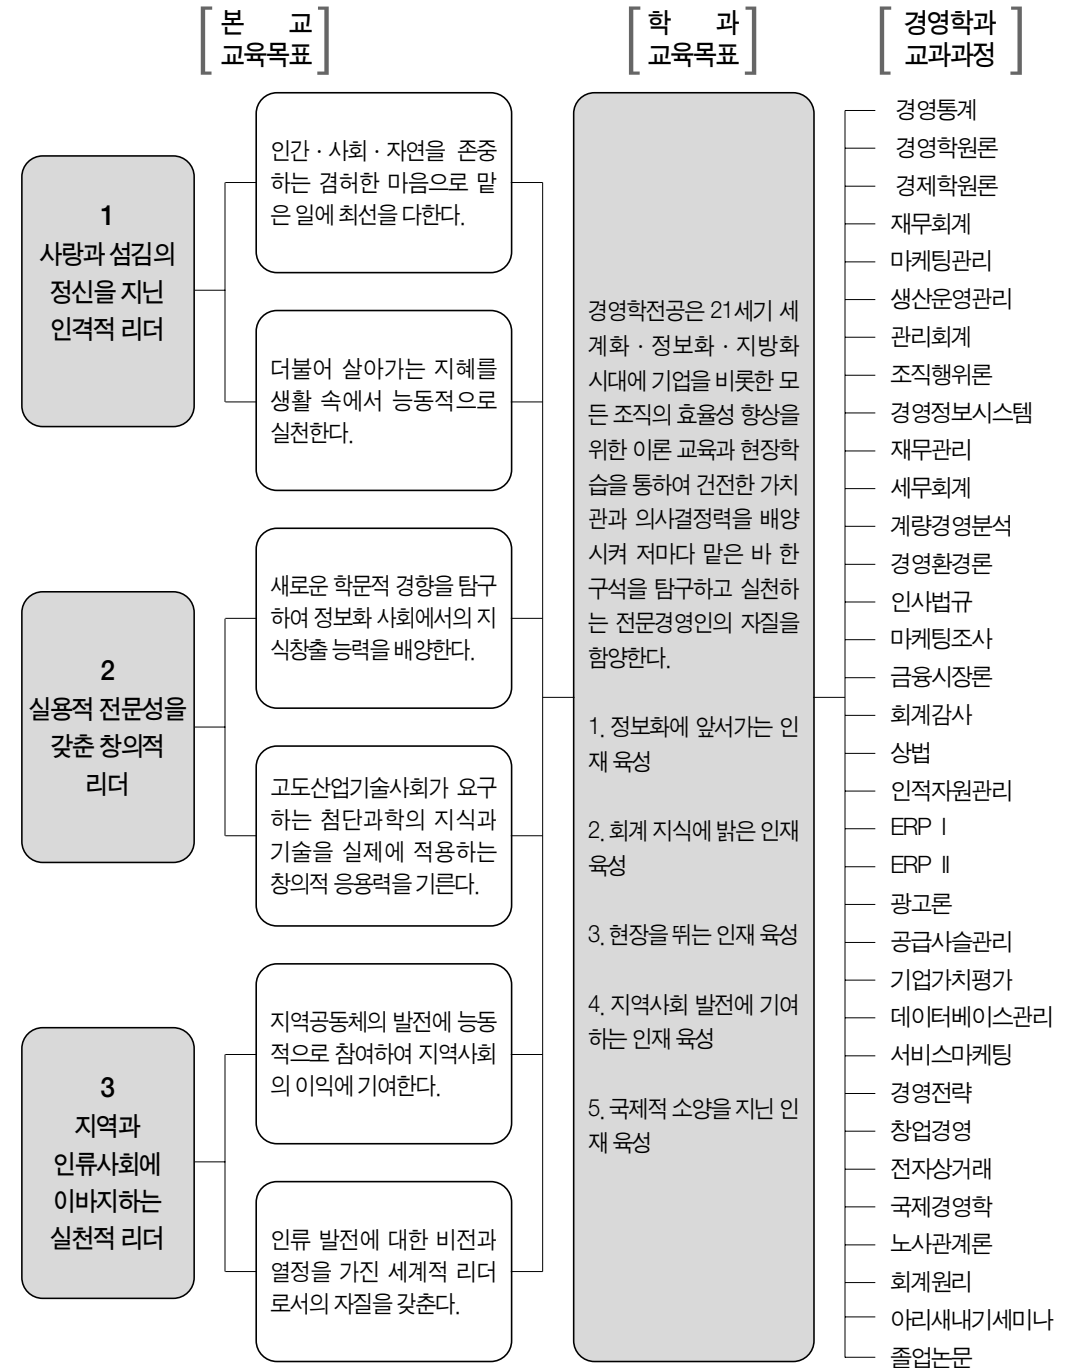 본 교
교육목표
학 과
교육목표
경영학과
교과과정
1
사랑과 섬김의
정신을 지닌
인격적 리더
인간 · 사회 · 자연을 존중
하는 겸허한 마음으로 맡
은 일에 최선을 다한다.
더불어 살아가는 지혜를
생활 속에서 능동적으로
실천한다.
2
실용적 전문성을
갖춘 창의적
리더
새로운 학문적 경향을 탐구
하여 정보화 사회에서의 지
식창출 능력을 배양한다.
고도산업기술사회가 요구
하는 첨단과학의 지식과
기술을 실제에 적용하는
창의적 응용력을 기른다.
3
지역과
인류사회에
이바지하는
실천적 리더
지역공동체의 발전에 능동
적으로 참여하여 지역사회
의 이익에 기여한다.
인류 발전에 대한 비전과
열정을 가진 세계적 리더
로서의 자질을 갖춘다.
경영학전공은 21세기 세
계화 · 정보화 · 지방화
시대에 기업을 비롯한 모
든 조직의 효율성 향상을
위한 이론 교육과 현장학
습을 통하여 건전한 가치
관과 의사결정력을 배양
시켜 저마다 맡은 바 한
구석을 탐구하고 실천하
는 전문경영인의 자질을
함양한다.
1. 정보화에 앞서가는 인
재 육성
2. 회계 지식에 밝은 인재
육성
3. 현장을 뛰는 인재 육성
4. 지역사회 발전에 기여
하는 인재 육성
5. 국제적 소양을 지닌 인
재 육성
경영통계
경영학원론
경제학원론
재무회계
마케팅관리
생산운영관리
관리회계
조직행위론
경영정보시스템
재무관리
세무회계
계량경영분석
경영환경론
인사법규
마케팅조사
금융시장론
회계감사
상법
인적자원관리
ERP Ⅰ
ERP Ⅱ
광고론
공급사슬관리
기업가치평가
데이터베이스관리
서비스마케팅
경영전략
창업경영
전자상거래
국제경영학
노사관계론
회계원리
아리새내기세미나
졸업논문